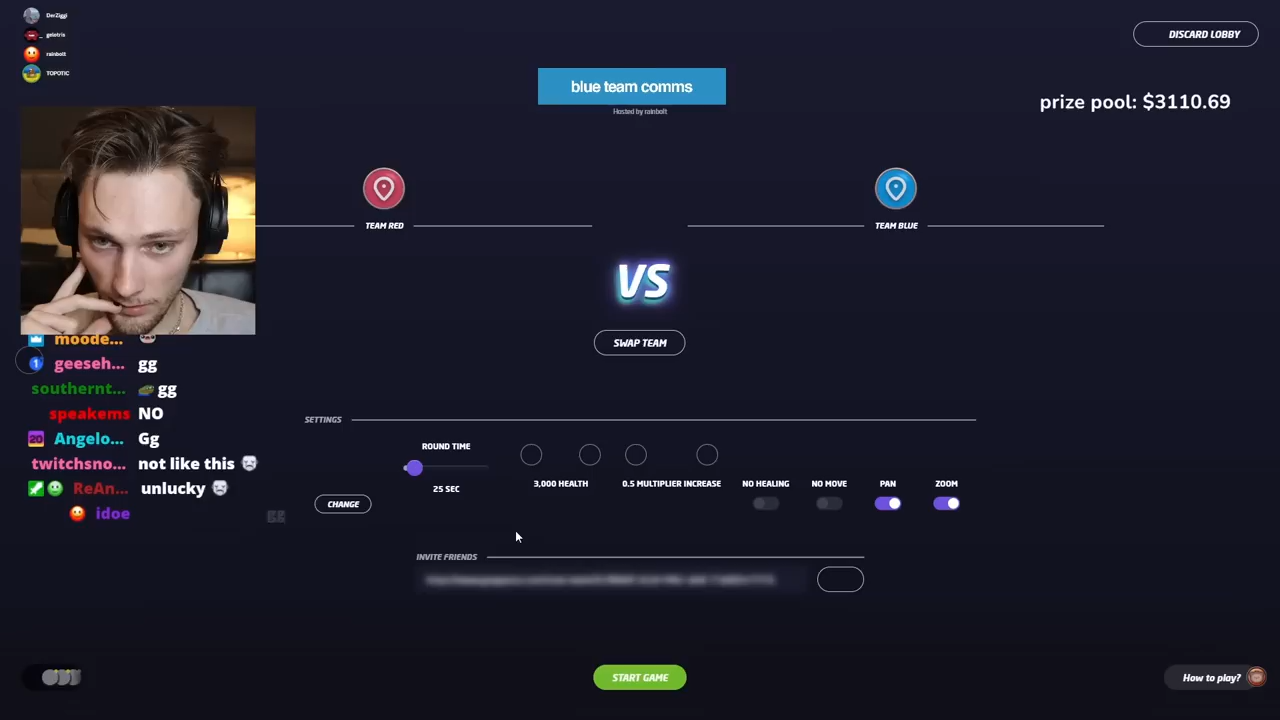 DerZiggi
geiotris
rainbolt
TOPOTIC
DISCARD LOBBY
blue team comms
Hosted by rainbolt
prize pool: $3110.69
TEAM RED
TEAM BLUE
VS
SWAP TEAM
moode...
1 geeseh... gg
southernt... gg
speakems NO
20 Angelo... Gg
twitchsno... not like this
ReAn... unlucky
idoe
SETTINGS
ROUND TIME
25 SEC
3,000 HEALTH
0.5 MULTIPLIER INCREASE
NO HEALING
NO MOVE
PAN
ZOOM
CHANGE
INVITE FRIENDS
START GAME
How to play?